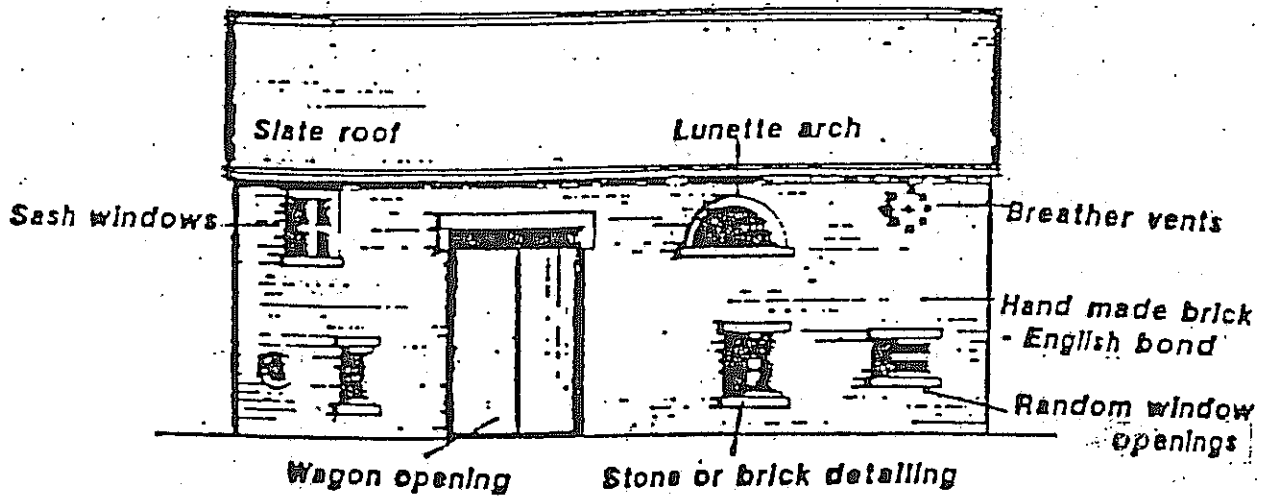 Slate roof
Lunette arch
Sash windows
Breather vents
Hand made brick
- English bond
Random window
openings
Wagon opening
Stone or brick detailing